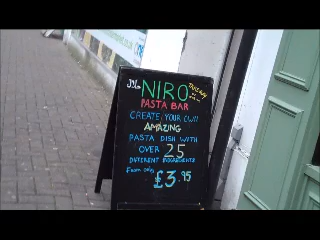 NIRO
PASTA BAR
CREATE YOUR OWN
AMAZING
PASTA DISH WITH
OVER 25
DIFFERENT INGREDIENTS
From only £3.95